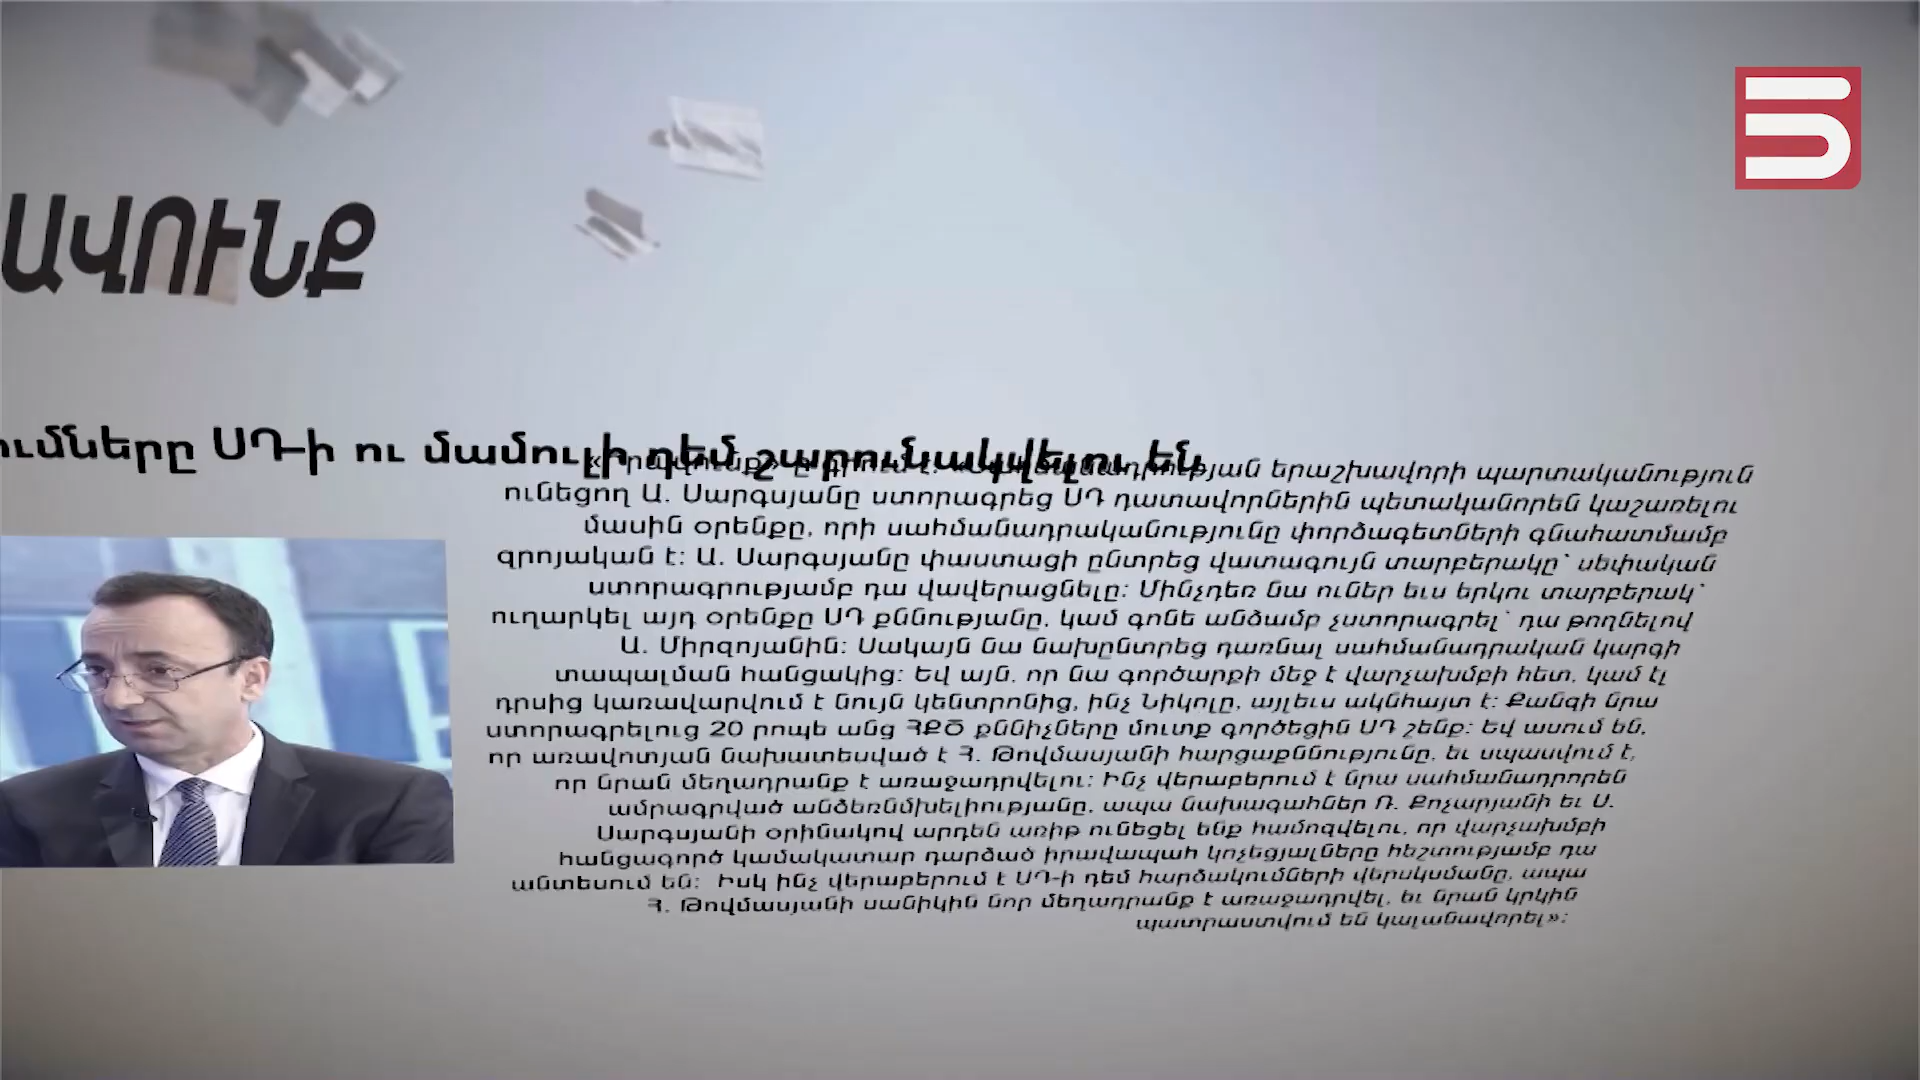 ԱՎՈՒՆՔ
ումները ՍԴ-ի ու մամուլի դեմ շարունակվելու են
«Իրավունք»-ը գրում է. «Սահմանադրության երաշխավորի պարտականություն
ունեցող Ա. Սարգսյանը ստորագրեց ՍԴ դատավորներին պետականորեն կաշառելու
մասին օրենքը, որի սահմանադրականությունը փորձագետների գնահատմամբ
զրոյական է: Ա. Սարգսյանը փաստացի ընտրեց վատագույն տարբերակը` սեփական
ստորագրությամբ դա վավերացնելը: Մինչդեռ նա ուներ եւս երկու տարբերակ`
ուղարկել այդ օրենքը ՍԴ քննությանը, կամ գոնե անձամբ չստորագրել` դա թողնելով
Ա. Միրզոյանին: Սակայն նա նախընտրեց դառնալ սահմանադրական կարգի
տապալման հանցակից: Եվ այն, որ նա գործարքի մեջ է վարչախմբի հետ, կամ էլ
դրսից կառավարվում է նույն կենտրոնից, ինչ Նիկոլը, այլեւս ակնհայտ է: Քանզի նրա
ստորագրելուց 20 րոպե անց ՀՔԾ քննիչները մուտք գործեցին ՍԴ շենք: Եվ ասում են,
որ առավոտյան նախատեսված է Հ. Թովմասյանի հարցաքննությունը, եւ սպասվում է,
որ նրան մեղադրանք է առաջադրվելու: Ինչ վերաբերում է նրա սահմանադրորեն
ամրագրված անձեռնմխելիությանը, ապա նախագահներ Ռ. Քոչարյանի եւ Ս.
Սարգսյանի օրինակով արդեն առիթ ունեցել ենք համոզվելու, որ վարչախմբի
հանցագործ կամակատար դարձած իրավապահ կոչեցյալները հեշտությամբ դա
անտեսում են: Իսկ ինչ վերաբերում է ՍԴ-ի դեմ հարձակումների վերսկսմանը, ապա
Հ. Թովմասյանի սանիկին նոր մեղադրանք է առաջադրվել, եւ նրան կրկին
պատրաստվում են կալանավորել»: